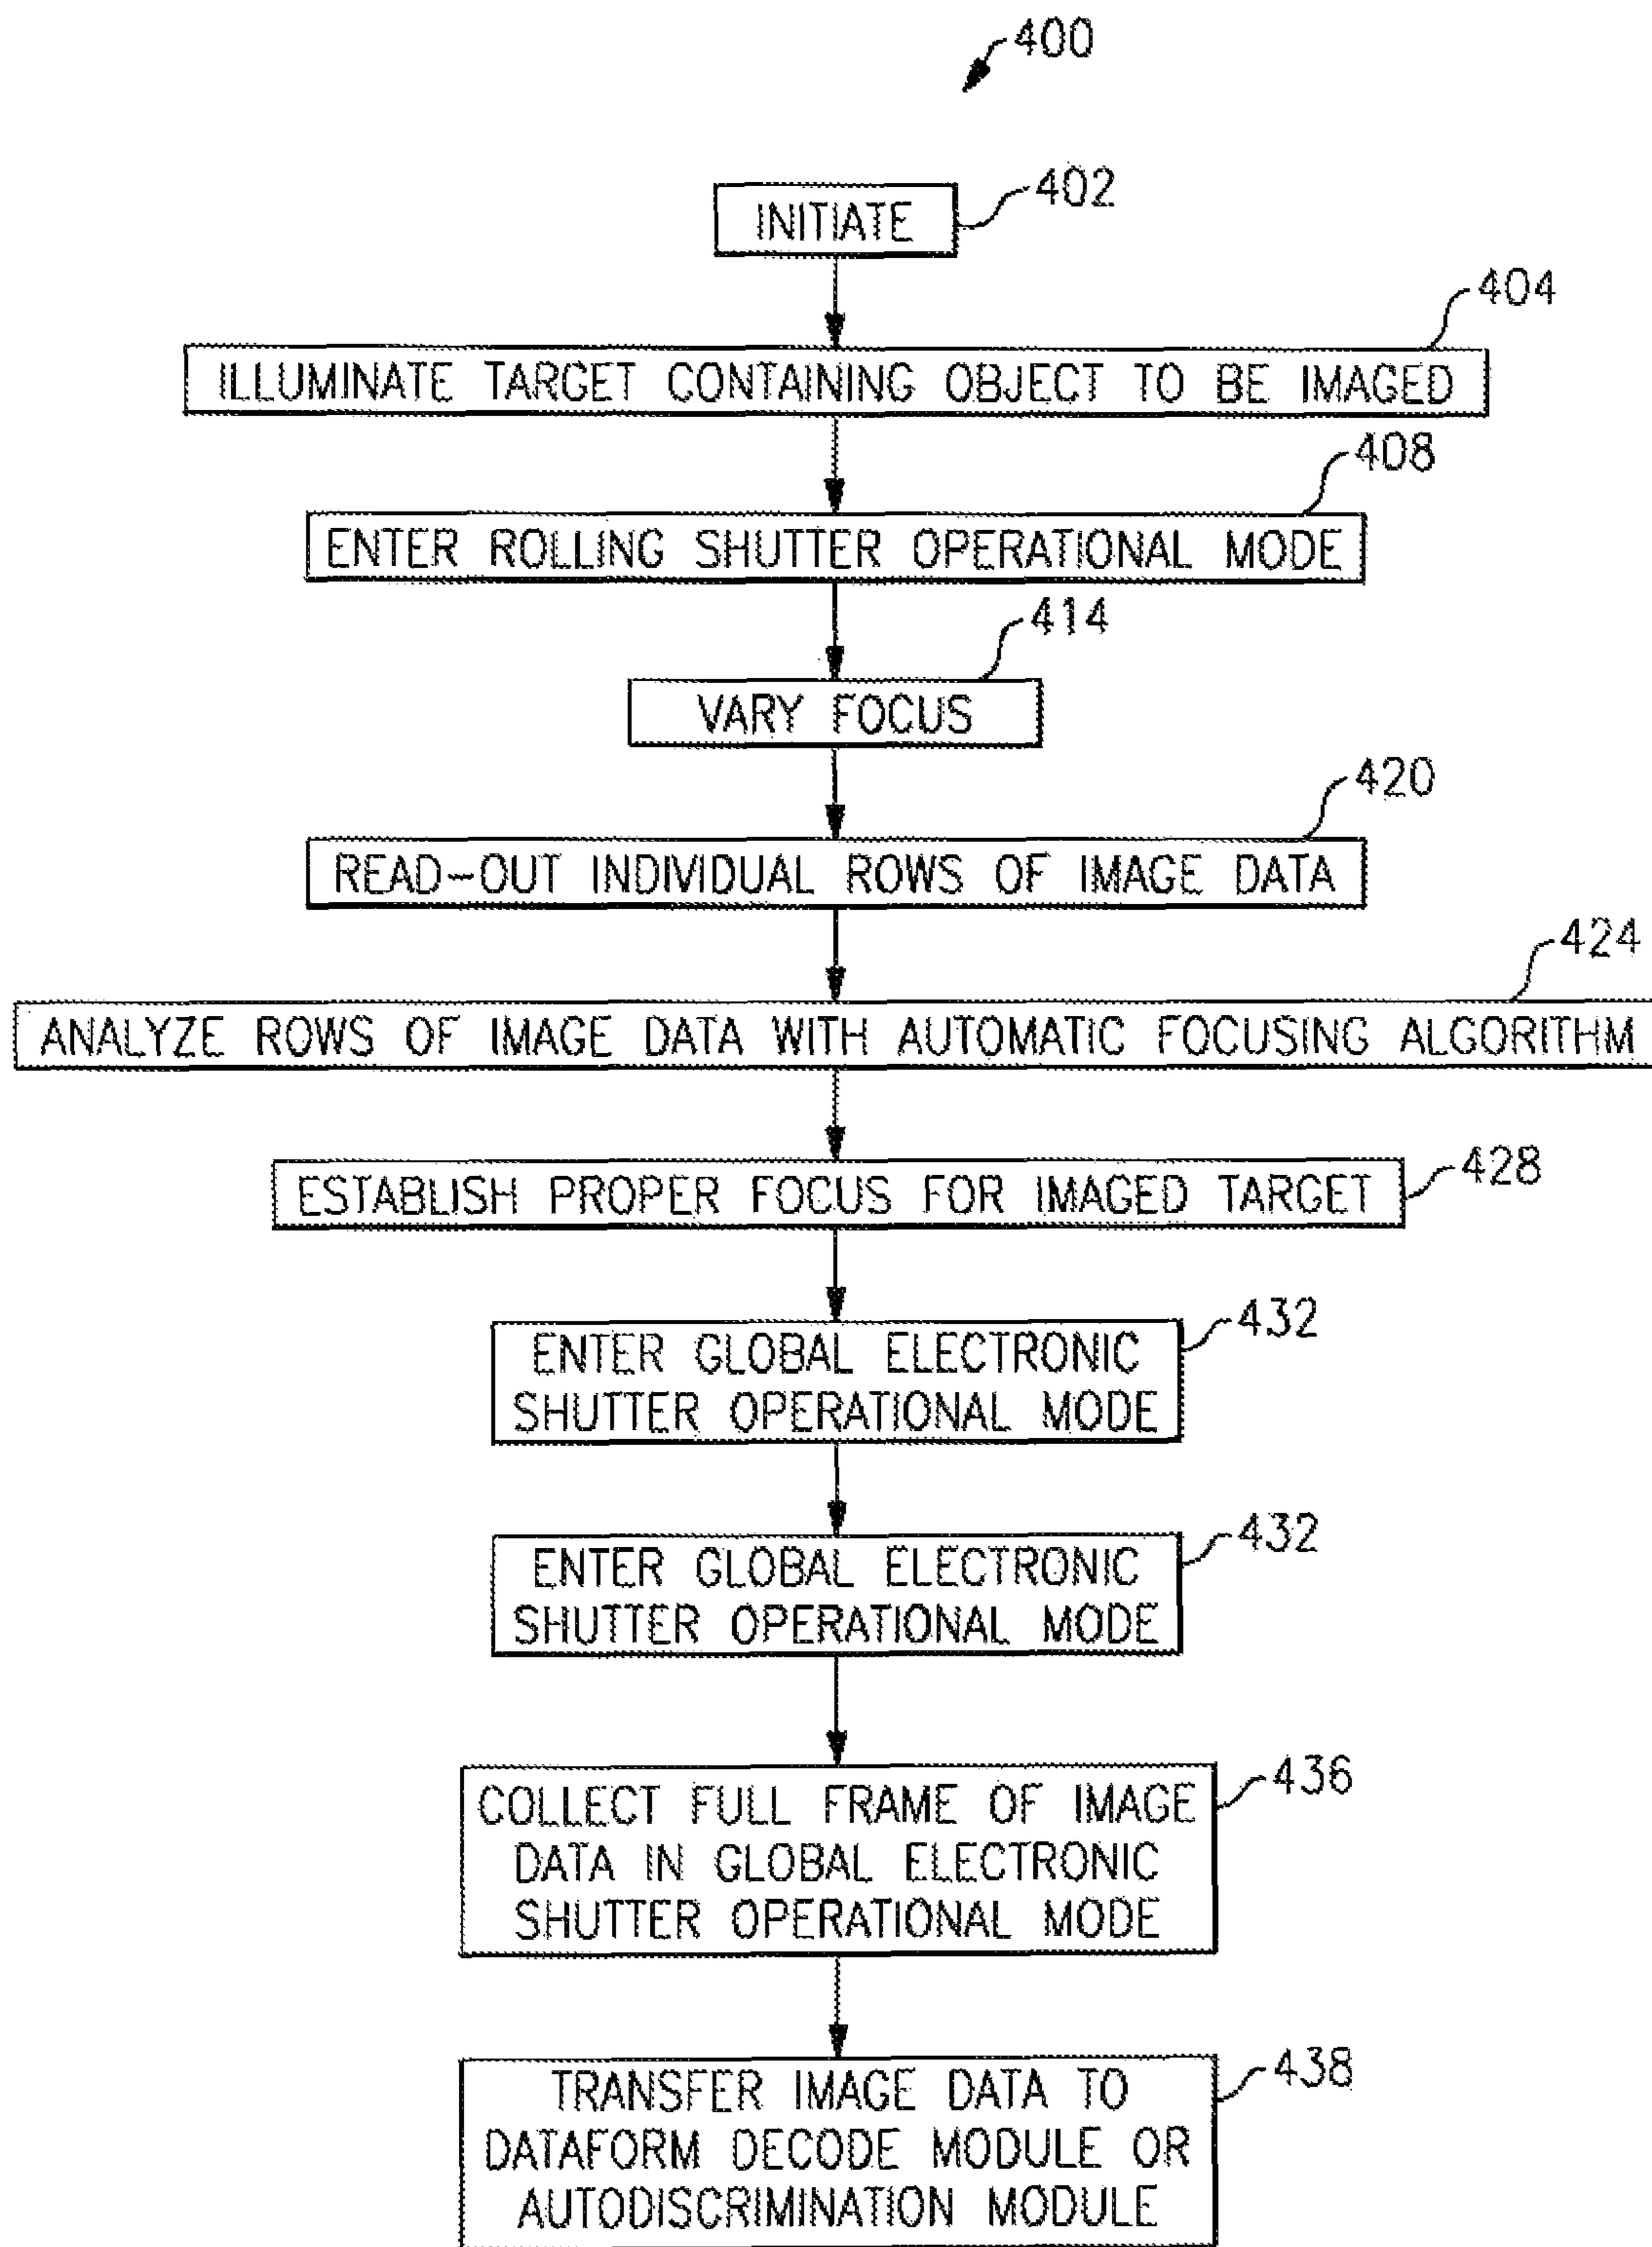 400
INITIATE
402
404
ILLUMINATE TARGET CONTAINING OBJECT TO BE IMAGED
408
ENTER ROLLING SHUTTER OPERATIONAL MODE
414
VARY FOCUS
420
READ-OUT INDIVIDUAL ROWS OF IMAGE DATA
424
ANALYZE ROWS OF IMAGE DATA WITH AUTOMATIC FOCUSING ALGORITHM
ESTABLISH PROPER FOCUS FOR IMAGED TARGET
428
ENTER GLOBAL ELECTRONIC
SHUTTER OPERATIONAL MODE
432
ENTER GLOBAL ELECTRONIC
SHUTTER OPERATIONAL MODE
432
COLLECT FULL FRAME OF IMAGE
DATA IN GLOBAL ELECTRONIC
SHUTTER OPERATIONAL MODE
436
TRANSFER IMAGE DATA TO
DATAFORM DECODE MODULE OR
AUTODISCRIMINATION MODULE
438